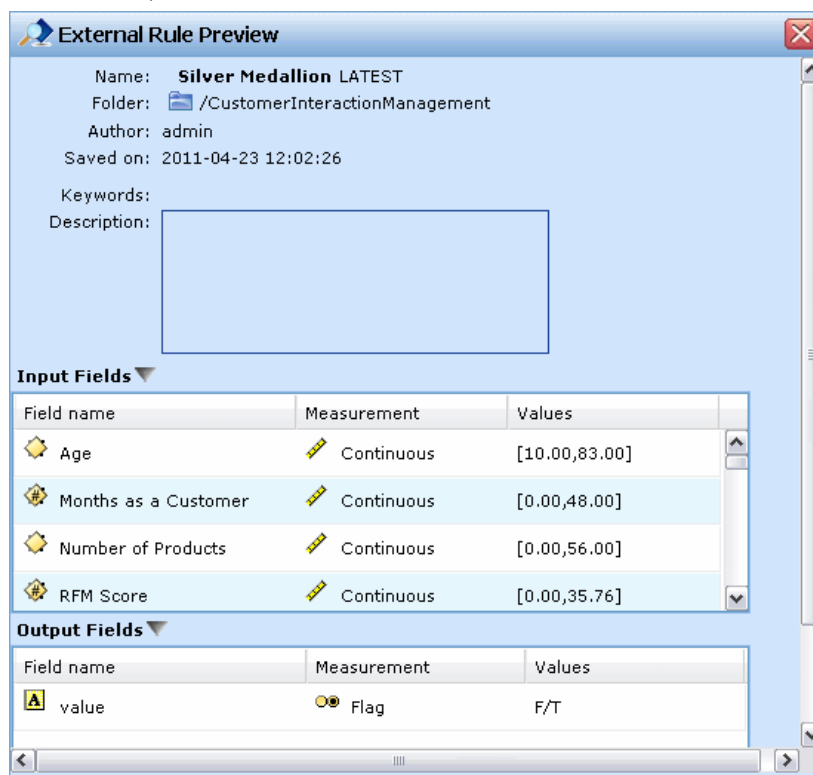 External Rule Preview
Name: Silver Medallion LATEST
Folder: /CustomerInteractionManagement
Author: admin
Saved on: 2011-04-23 12:02:26
Keywords:
Description:
Input Fields
Field name Measurement Values
Age Continuous [10.00,83.00]
# Months as a Customer Continuous [0.00,48.00]
Number of Products Continuous [0.00,56.00]
# RFM Score Continuous [0.00,35.76]
Output Fields
Field name Measurement Values
A value Flag F/T